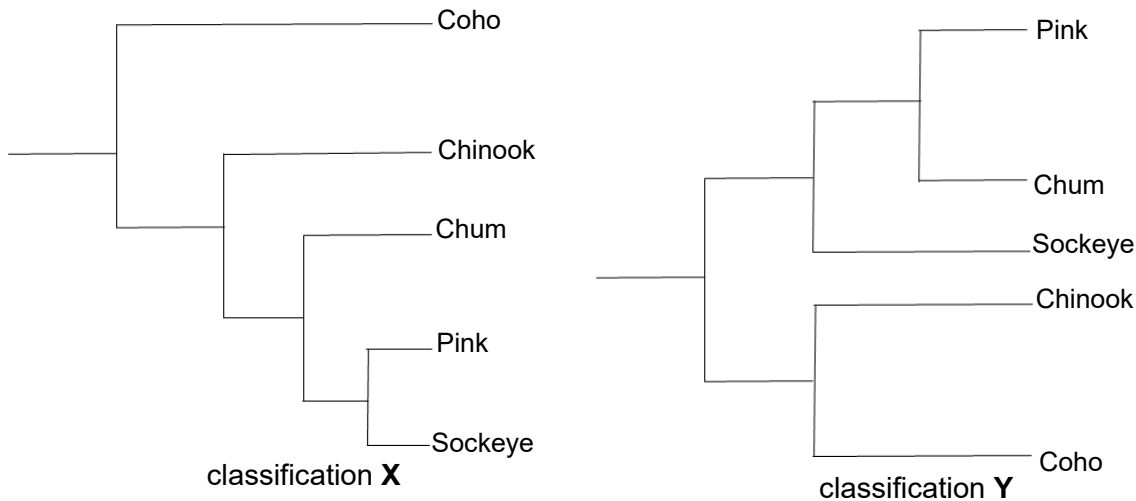 Coho
Chinook
Chum
Pink
Sockeye
classification X
Pink
Chum
Sockeye
Chinook
Coho
classification Y